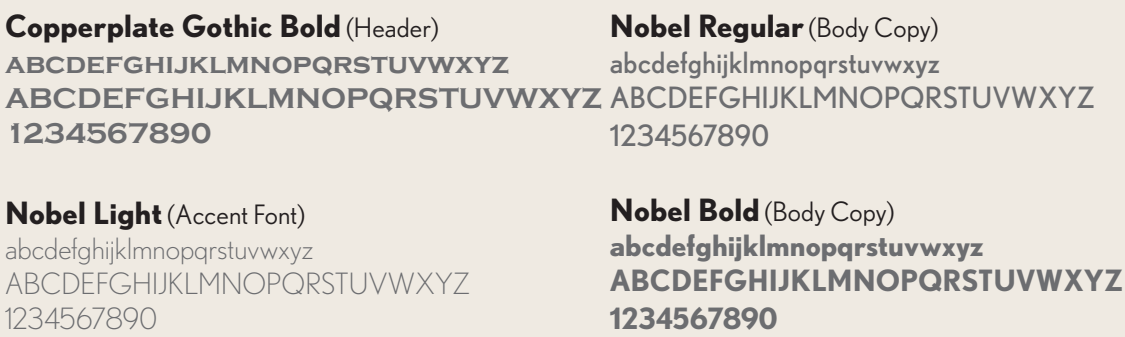 Copperplate Gothic Bold (Header)
ABCDEFGHIJKLMNOPQRSTUVWXYZ
ABCDEFGHIJKLMNOPQRSTUVWXYZ
1234567890
Nobel Regular (Body Copy)
abcdefghijklmnopqrstuvwxyz
ABCDEFGHIJKLMNOPQRSTUVWXYZ
1234567890
Nobel Light (Accent Font)
abcdefghijklmnopqrstuvwxyz
ABCDEFGHIJKLMNOPQRSTUVWXYZ
1234567890
Nobel Bold (Body Copy)
abcdefghijklmnopqrstuvwxyz
ABCDEFGHIJKLMNOPQRSTUVWXYZ
1234567890